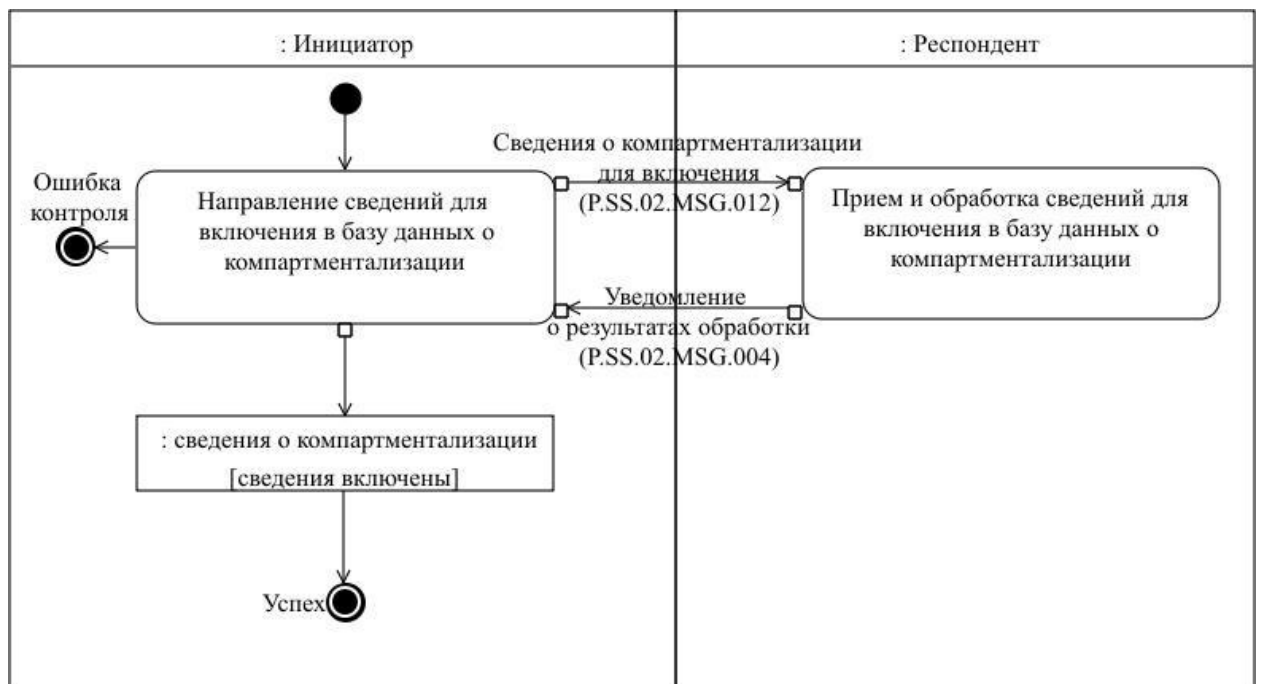 : Инициатор
: Респондент
Сведения о компартментализации
для включения
(P.SS.02.MSG.012)
Ошибка
контроля
Направление сведений для
включения в базу данных о
компартментализации
Прием и обработка сведений для
включения в базу данных о
компартментализации
Уведомление
о результатах обработки
(P.SS.02.MSG.004)
: сведения о компартментализации
[сведения включены]
Успех